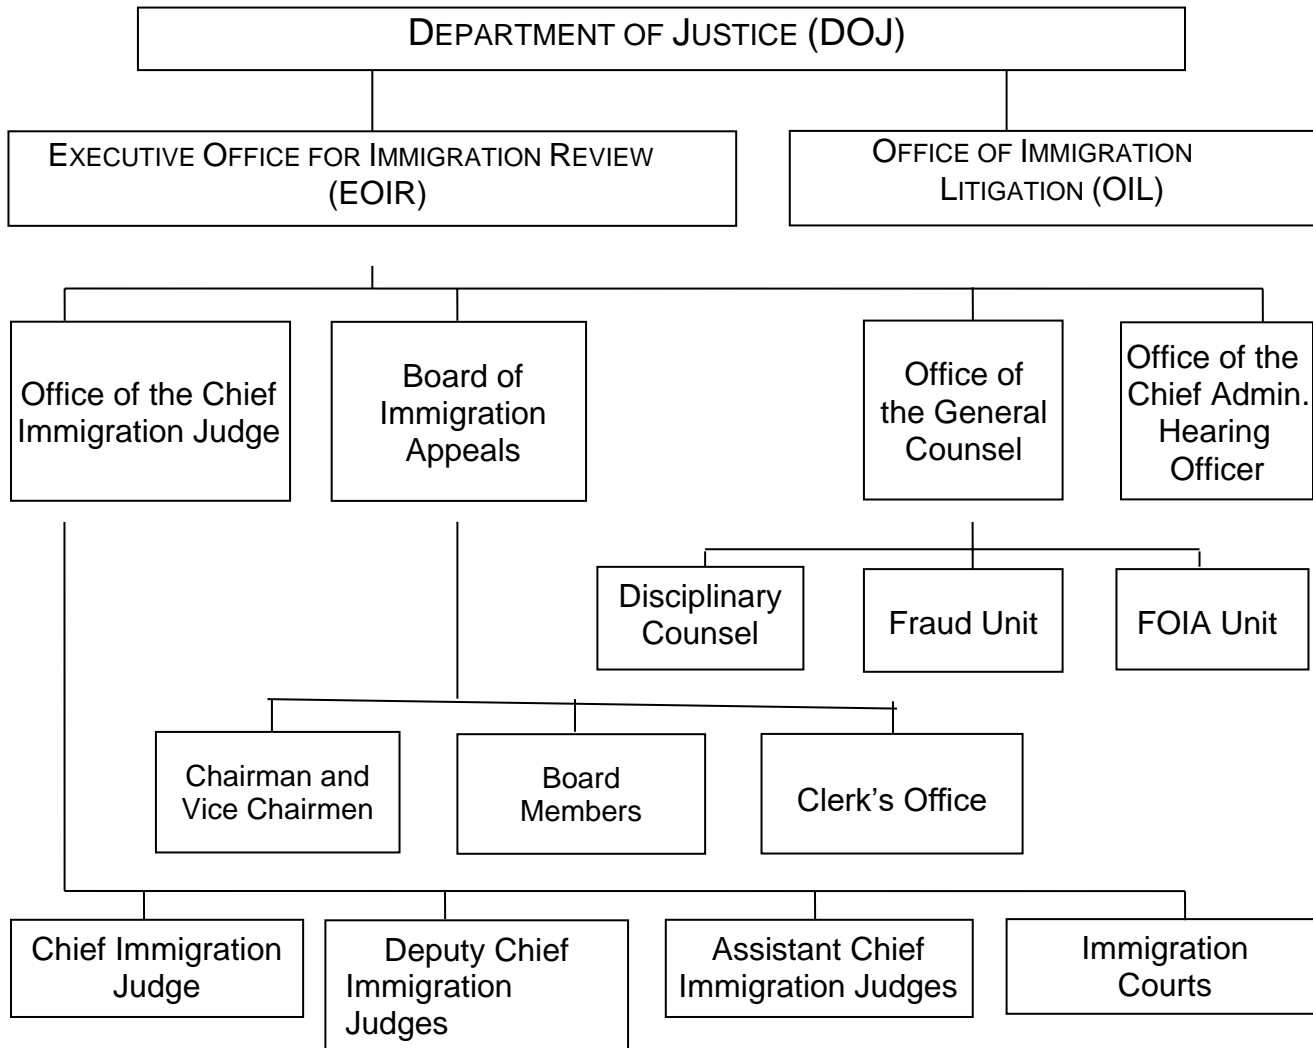 DEPARTMENT OF JUSTICE (DOJ)
EXECUTIVE OFFICE FOR IMMIGRATION REVIEW
(EOIR)
OFFICE OF IMMIGRATION
LITIGATION (OIL)
Office of the Chief
Immigration Judge
Board of
Immigration
Appeals
Office of
the General
Counsel
Office of the
Chief Admin.
Hearing
Officer
Disciplinary
Counsel
Fraud Unit
FOIA Unit
Chairman and
Vice Chairmen
Board
Members
Clerk's Office
Chief Immigration
Judge
Deputy Chief
Immigration
Judges
Assistant Chief
Immigration Judges
Immigration
Courts